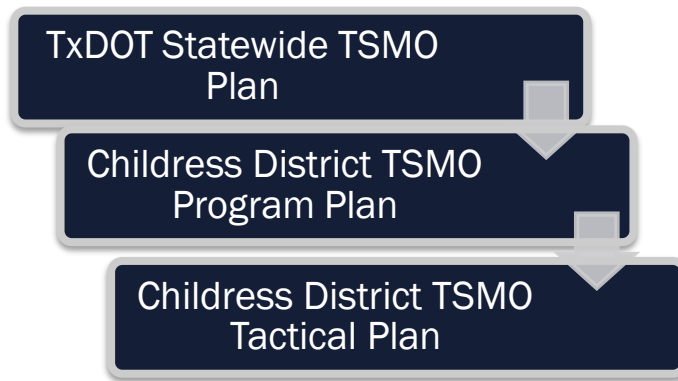 TxDOT Statewide TSMO
Plan
Childress District TSMO
Program Plan
Childress District TSMO
Tactical Plan